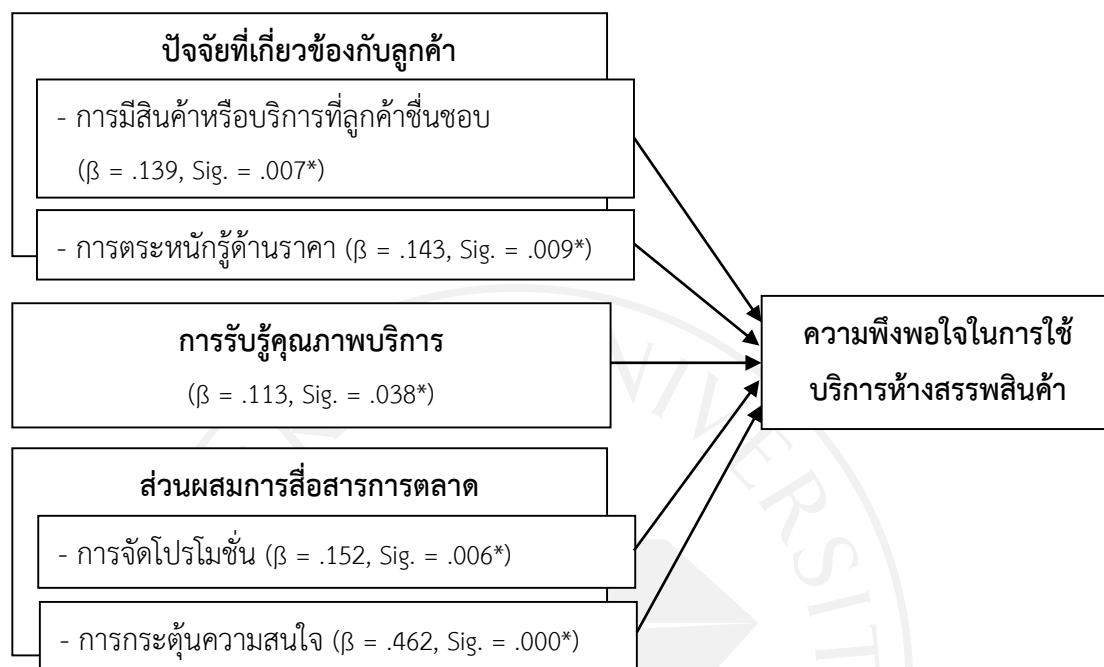 ปัจจัยที่เกี่ยวข้องกับลูกค้า
- การมีสินค้าหรือบริการที่ลูกค้าชื่นชอบ
(ß = .139, Sig. = .007*)
- การตระหนักรู้ด้านราคา (ß = .143, Sig. = .009*)
การรับรู้คุณภาพบริการ
(ß = .113, Sig. = .038*)
ส่วนผสมการสื่อสารการตลาด
- การจัดโปรโมชั่น (ß = .152, Sig. = .006*)
- การกระตุ้นความสนใจ (ß = .462, Sig. = .000*)
ความพึงพอใจในการใช้
บริการห้างสรรพสินค้า